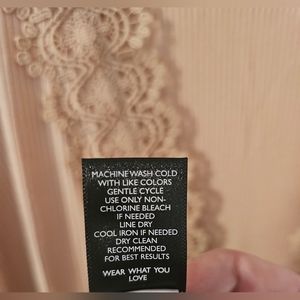 MACHINE WASH COLD
WITH LIKE COLORS
GENTLE CYCLE
USE ONLY NON-
CHLORINE BLEACH
IF NEEDED
LINE DRY
COOL IRON IF NEEDED
DRY CLEAN
RECOMMENDED
FOR BEST RESULTS
WEAR WHAT YOU
LOVE